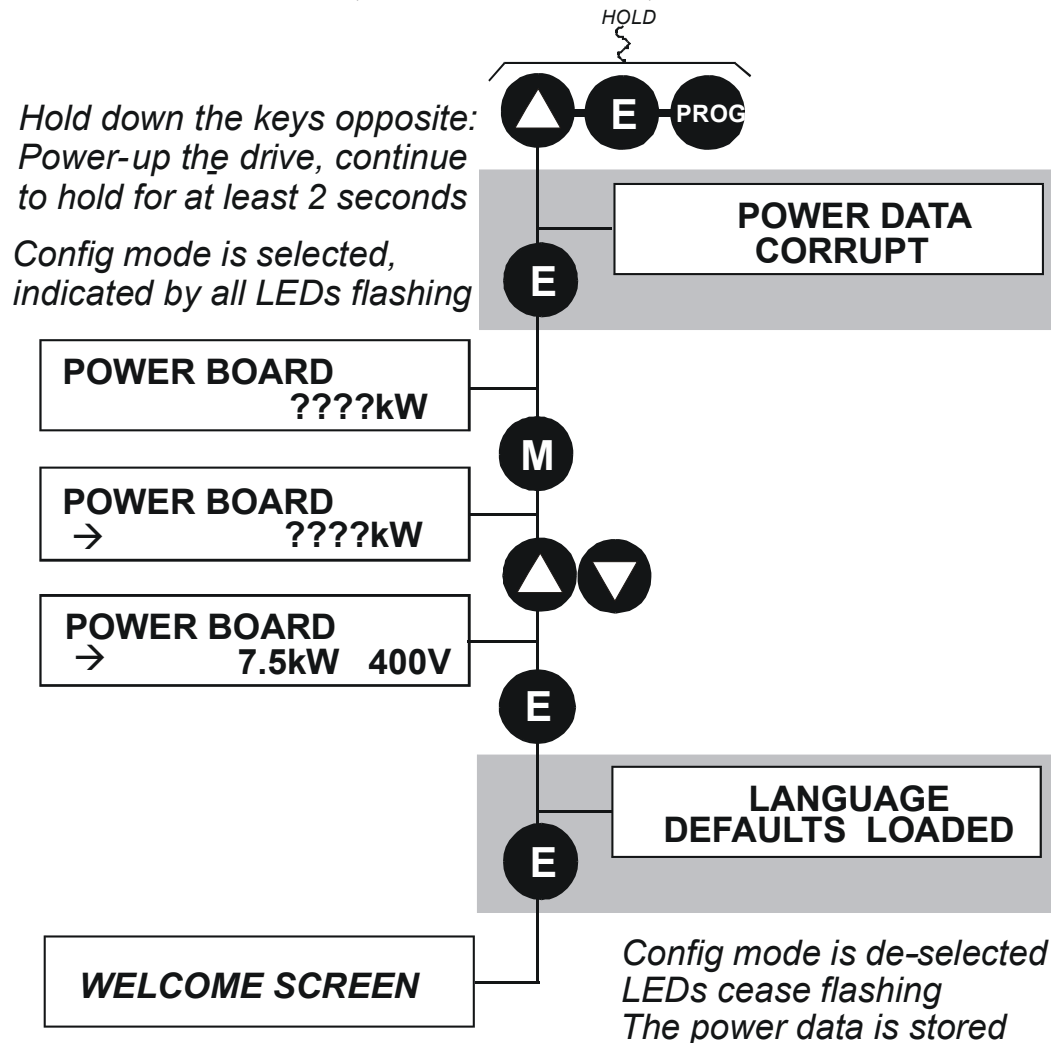 HOLD
E PROG
Hold down the keys opposite:
Power-up the drive, continue
to hold for at least 2 seconds
POWER DATA
CORRUPT
Config mode is selected,
indicated by all LEDs flashing
E
POWER BOARD
????kW
M
POWER BOARD
→ ????kW
POWER BOARD
→ 7.5kW 400V
E
LANGUAGE
DEFAULTS LOADED
E
WELCOME SCREEN
Config mode is de-selected
LEDs cease flashing
The power data is stored